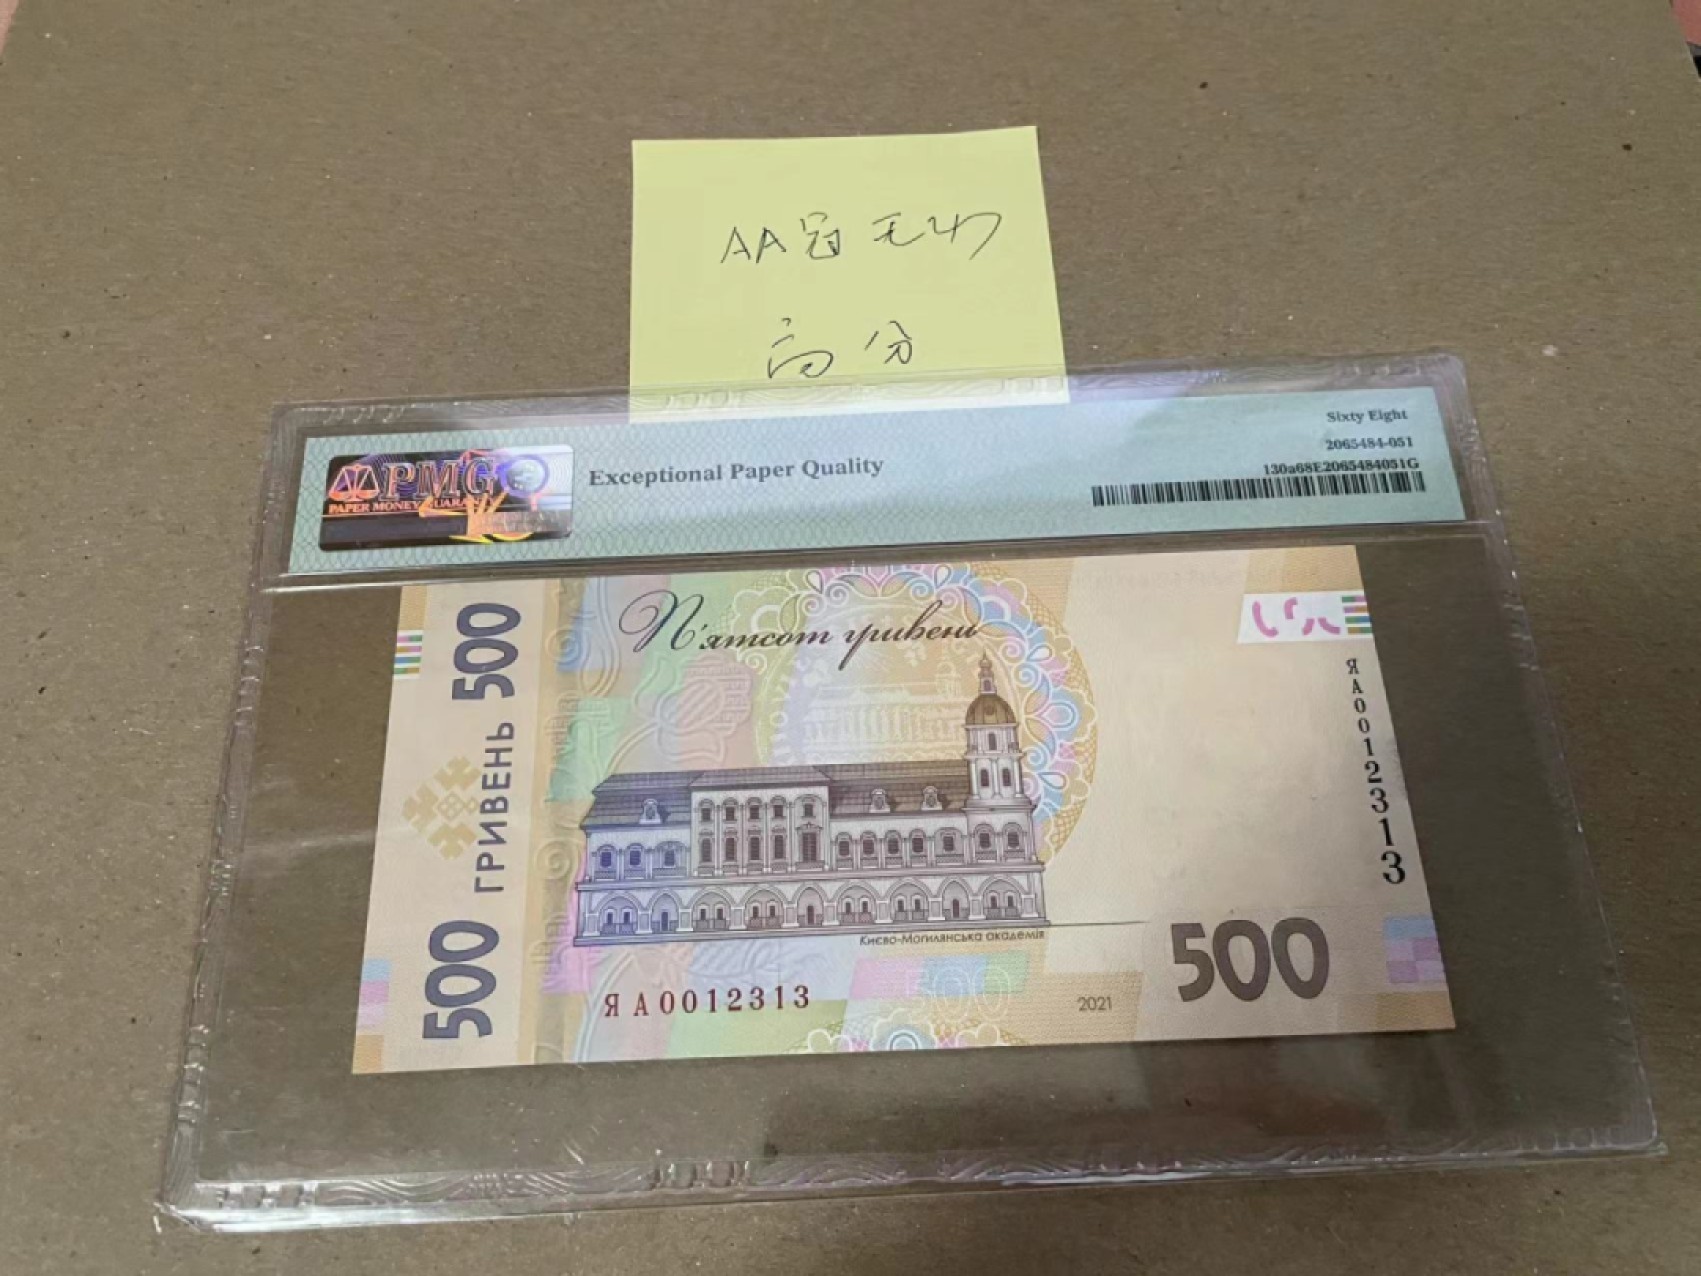 AA冠无47
高分
PMG
PAPER MONEY GUARANTY
Exceptional Paper Quality
Sixty Eight
2065484-051
130a68E2065484051G
П'ятсот гривень
500 ГРИВЕНЬ 500
ЯА0012313
Києво-Могилянська академія
500
ЯА0012313
500
2021